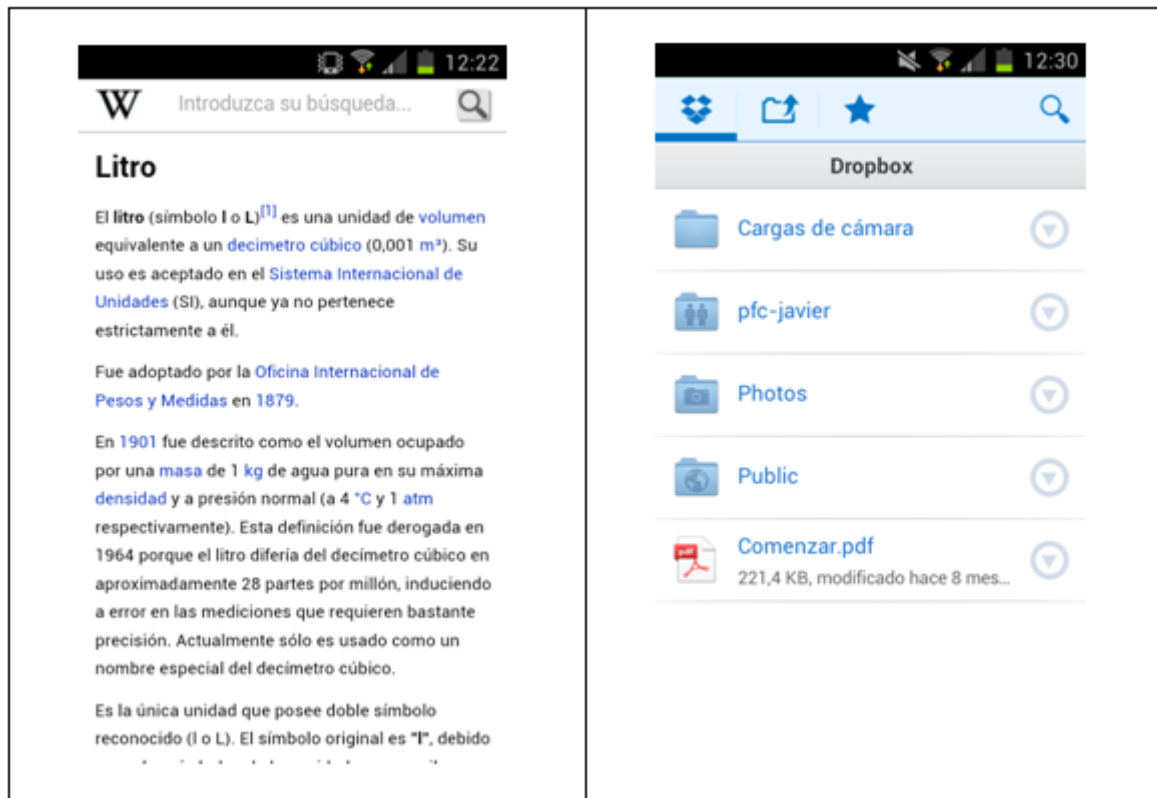 12:22
W Introduzca su búsqueda...
Litro
El litro (símbolo l o L)[1] es una unidad de volumen
equivalente a un decimetro cúbico (0,001 m³). Su
uso es aceptado en el Sistema Internacional de
Unidades (SI), aunque ya no pertenece
estrictamente a él.
Fue adoptado por la Oficina Internacional de
Pesos y Medidas en 1879.
En 1901 fue descrito como el volumen ocupado
por una masa de 1 kg de agua pura en su máxima
densidad y a presión normal (a 4 °C y 1 atm
respectivamente). Esta definición fue derogada en
1964 porque el litro difería del decímetro cúbico en
aproximadamente 28 partes por millón, induciendo
a error en las mediciones que requieren bastante
precisión. Actualmente sólo es usado como un
nombre especial del decímetro cúbico.
Es la única unidad que posee doble símbolo
reconocido (l o L). El símbolo original es "l", debido
12:30
Dropbox
Cargas de cámara
pfc-javier
Photos
Public
Comenzar.pdf
221,4 KB, modificado hace 8 mes...